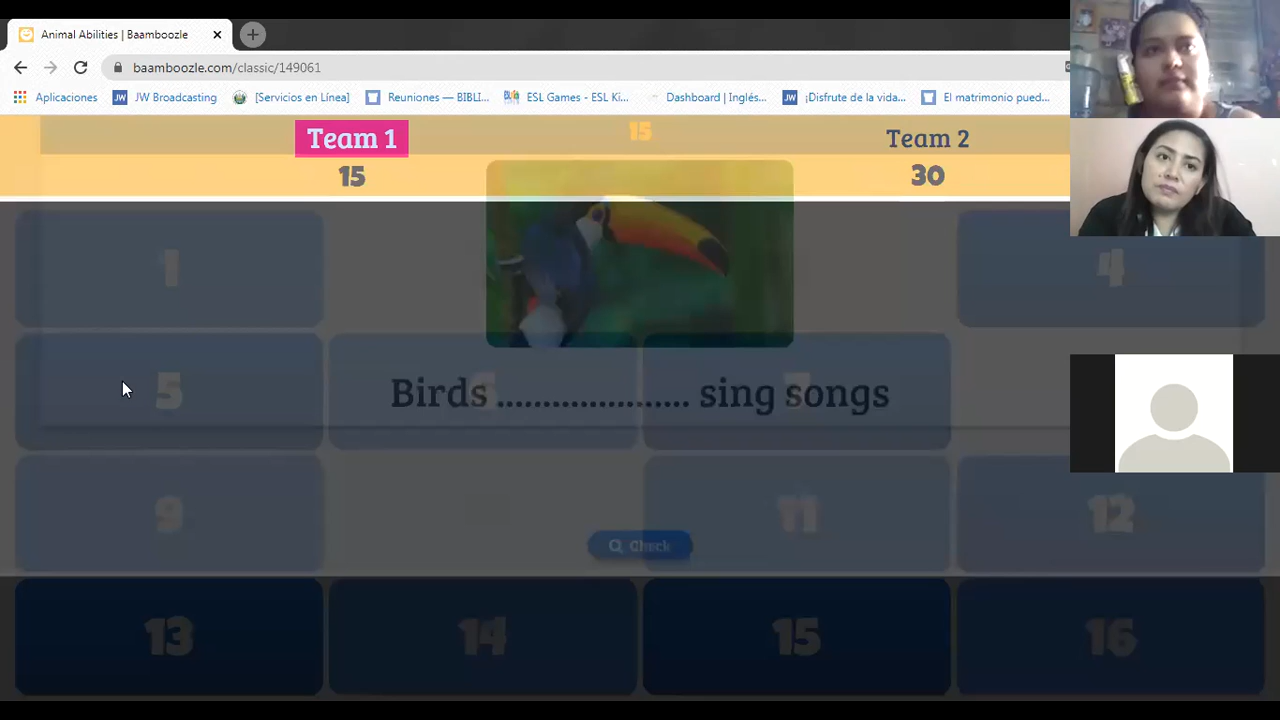 Animal Abilities | Baamboozle
baamboozle.com/classic/149061
Aplicaciones JW Broadcasting [Servicios en Línea] Reuniones — BIBLI... ESL Games - ESL Ki... Dashboard | Inglés... ¡Disfrute de la vida... El matrimonio pued...
Team 1 15 Team 2
15 30
1 4
5 6 7
Birds ..................... sing songs
9 11 12
Check
13 14 15 16